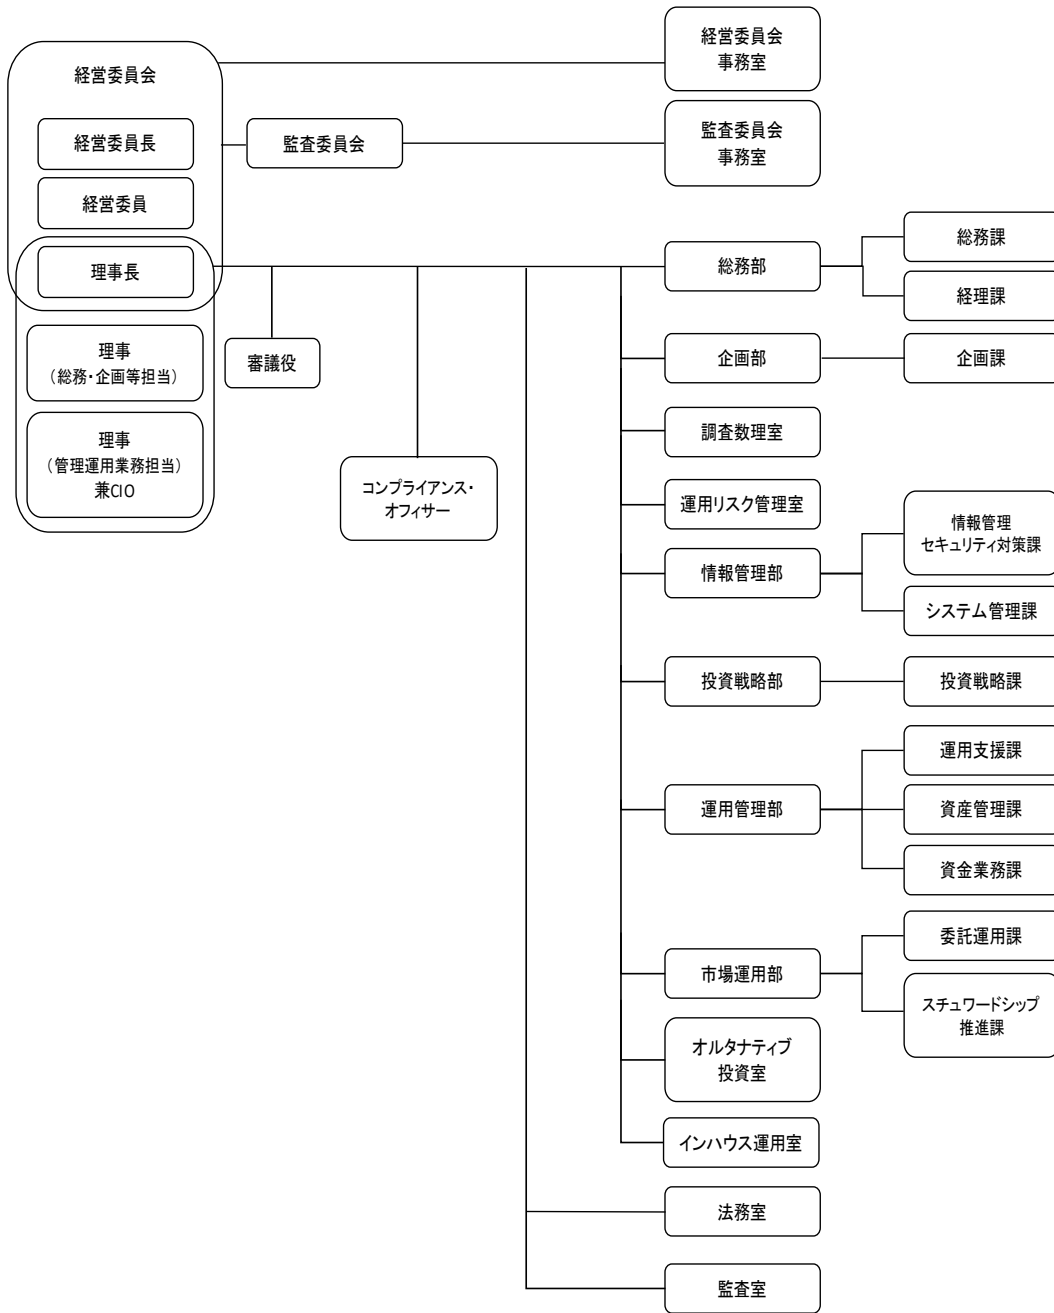 経営委員会
経営委員長
経営委員
理事長
理事
（総務・企画等担当）
理事
（管理運用業務担当）
兼CIO
監査委員会
審議役
コンプライアンス・
オフィサー
経営委員会
事務室
監査委員会
事務室
総務部
総務課
経理課
企画部
企画課
調査数理室
運用リスク管理室
情報管理部
情報管理
セキュリティ対策課
システム管理課
投資戦略部
投資戦略課
運用管理部
運用支援課
資産管理課
資金業務課
市場運用部
委託運用課
スチュワードシップ
推進課
オルタナティブ
投資室
インハウス運用室
法務室
監査室